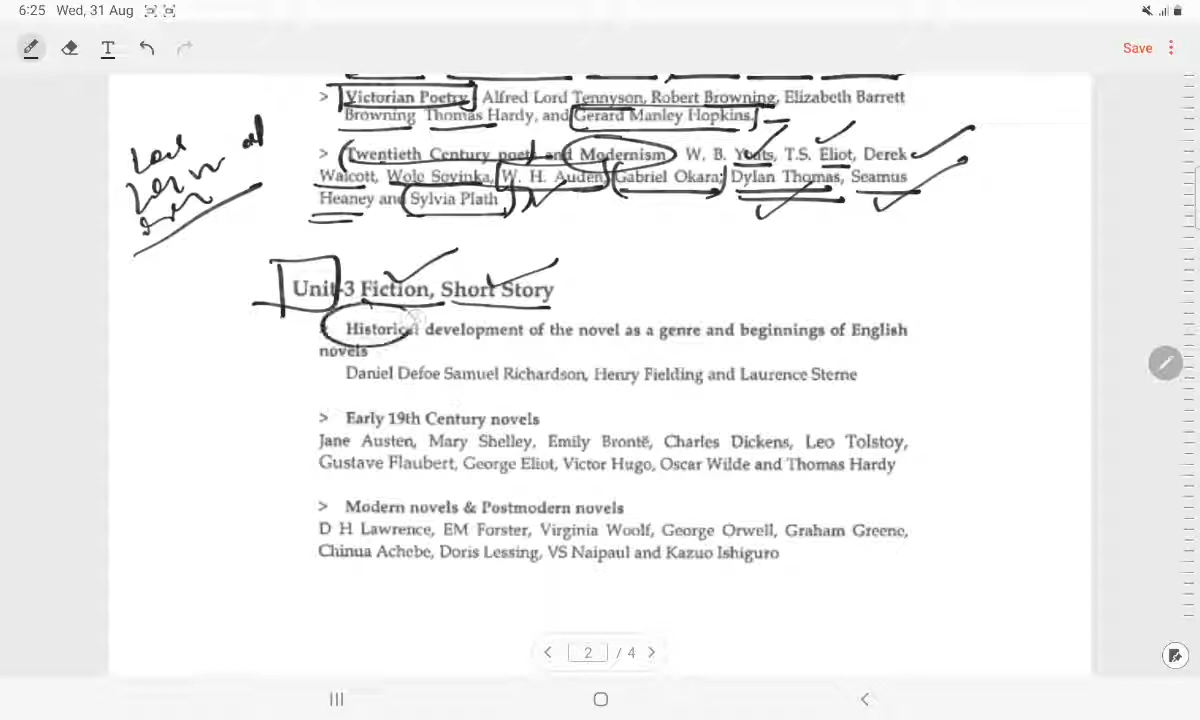 6:25 Wed, 31 Aug
T
Save
> Victorian Poetry Alfred Lord Tennyson, Robert Browning, Elizabeth Barrett
Browning Thomas Hardy, and Gerard Manley Hopkins.
> Twentieth Century poets and Modernism W. B. Yeats, T.S. Eliot, Derek
Walcott, Wole Soyinka, W. H. Auden, Gabriel Okara; Dylan Thomas, Seamus
Heaney and Sylvia Plath
Unit-3 Fiction, Short Story
Historical development of the novel as a genre and beginnings of English
novels
Daniel Defoe Samuel Richardson, Henry Fielding and Laurence Sterne
> Early 19th Century novels
Jane Austen, Mary Shelley, Emily Brontë, Charles Dickens, Leo Tolstoy,
Gustave Flaubert, George Eliot, Victor Hugo, Oscar Wilde and Thomas Hardy
> Modern novels & Postmodern novels
D H Lawrence, EM Forster, Virginia Woolf, George Orwell, Graham Greene,
Chinua Achebe, Doris Lessing, VS Naipaul and Kazuo Ishiguro
< 2 / 4 >